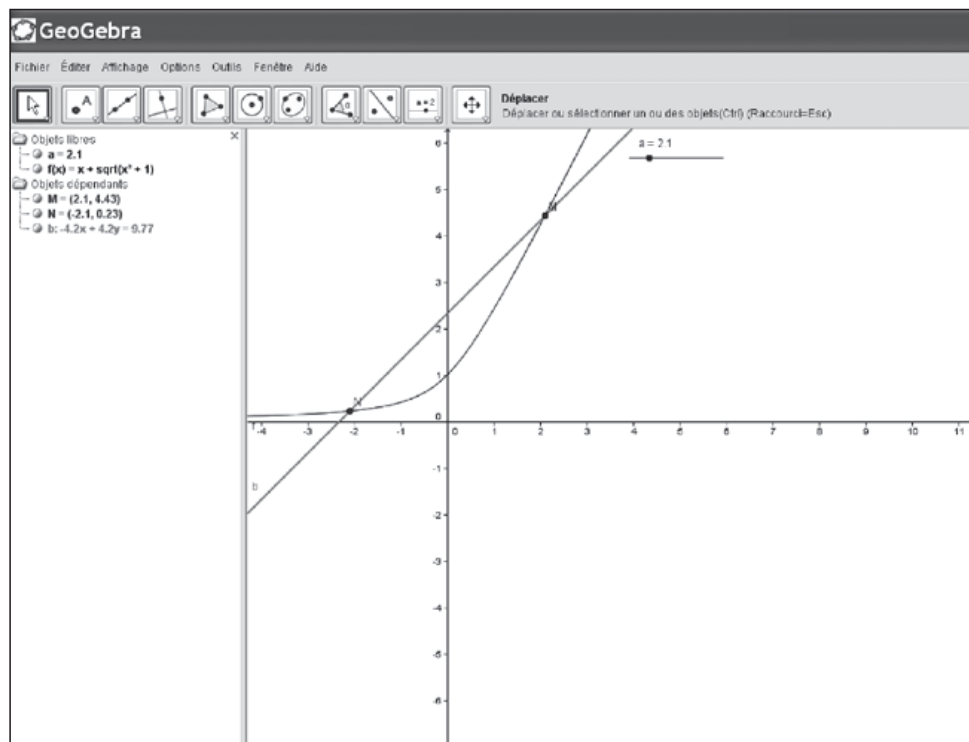 GeoGebra
Fichier Éditer Affichage Options Outils Fenêtre Aide
A
α
a=2
Déplacer
Déplacer ou sélectionner un ou des objets(Ctrl) (Raccourci=Esc)
Objets libres
a = 2.1
f(x) = x + sqrt(x² + 1)
Objets dépendants
M = (2.1, 4.43)
N = (-2.1, 0.23)
b: -4.2x + 4.2y = 9.77
a = 2.1
6
5
M
4
3
2
1
N
0
f
-4 -3 -2 -1 0 1 2 3 4 5 6 7 8 9 10 11
-1
b
-2
-3
-4
-5
-6